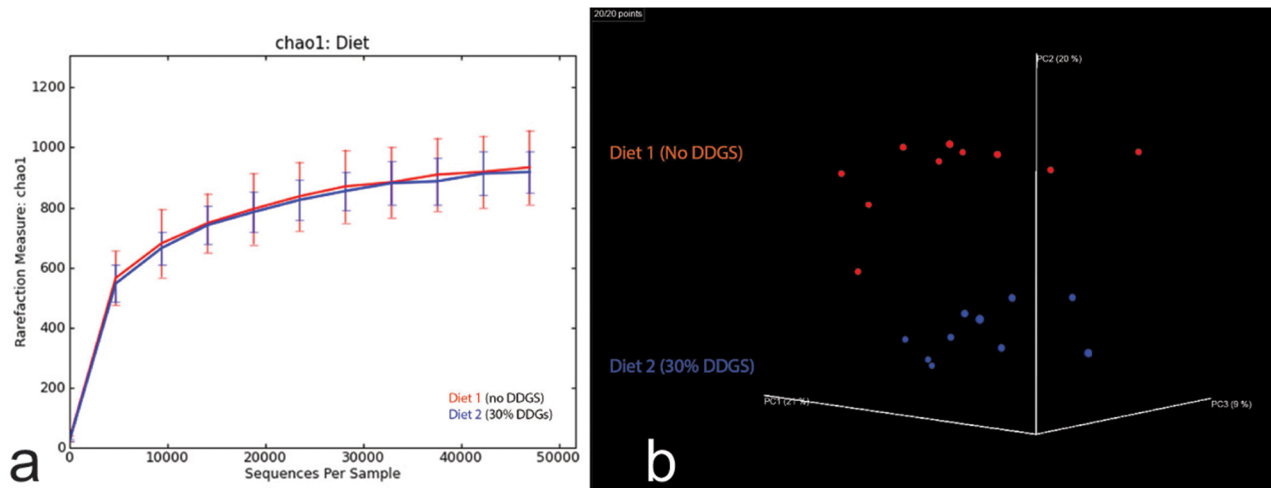 chao1: Diet
1200
1000
800
600
400
200
0
Rarefaction Measure: chao1
Diet 1 (no DDGS)
Diet 2 (30% DDGs)
0
10000
20000
30000
40000
50000
Sequences Per Sample
a
20/20 points
PC2 (20 %)
Diet 1 (No DDGS)
Diet 2 (30% DDGS)
PC1 (21 %)
PC3 (9 %)
b